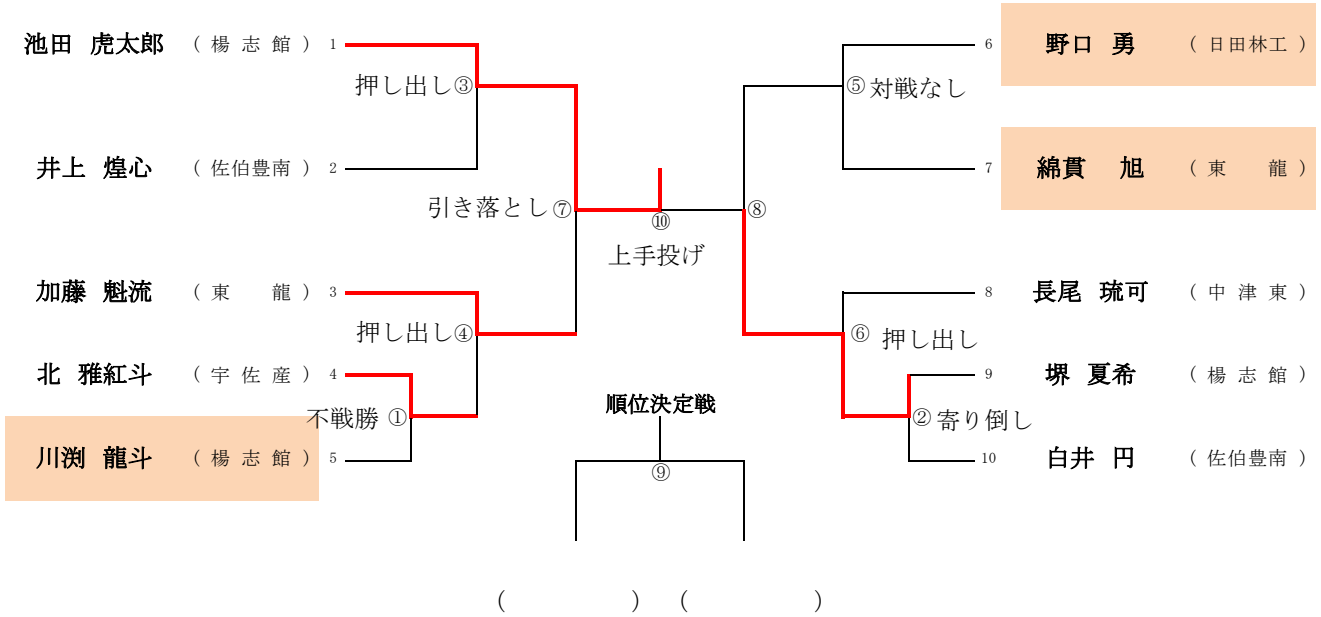 池田 虎太郎 ( 楊 志 館 ) 1
押し出し③
井上 煌心 ( 佐伯豊南 ) 2
引き落とし⑦
加藤 魁流 ( 東 龍 ) 3
押し出し④
北 雅紅斗 ( 宇 佐 産 ) 4
不戦勝 ①
川渕 龍斗 ( 楊 志 館 ) 5
⑩
上手投げ
順位決定戦
⑨
6 野口 勇 ( 日田林工 )
⑤ 対戦なし
7 綿貫 旭 ( 東 龍 )
⑧
8 長尾 琉可 ( 中 津 東 )
⑥ 押し出し
9 堺 夏希 ( 楊 志 館 )
② 寄り倒し
10 白井 円 ( 佐伯豊南 )
( ) ( )